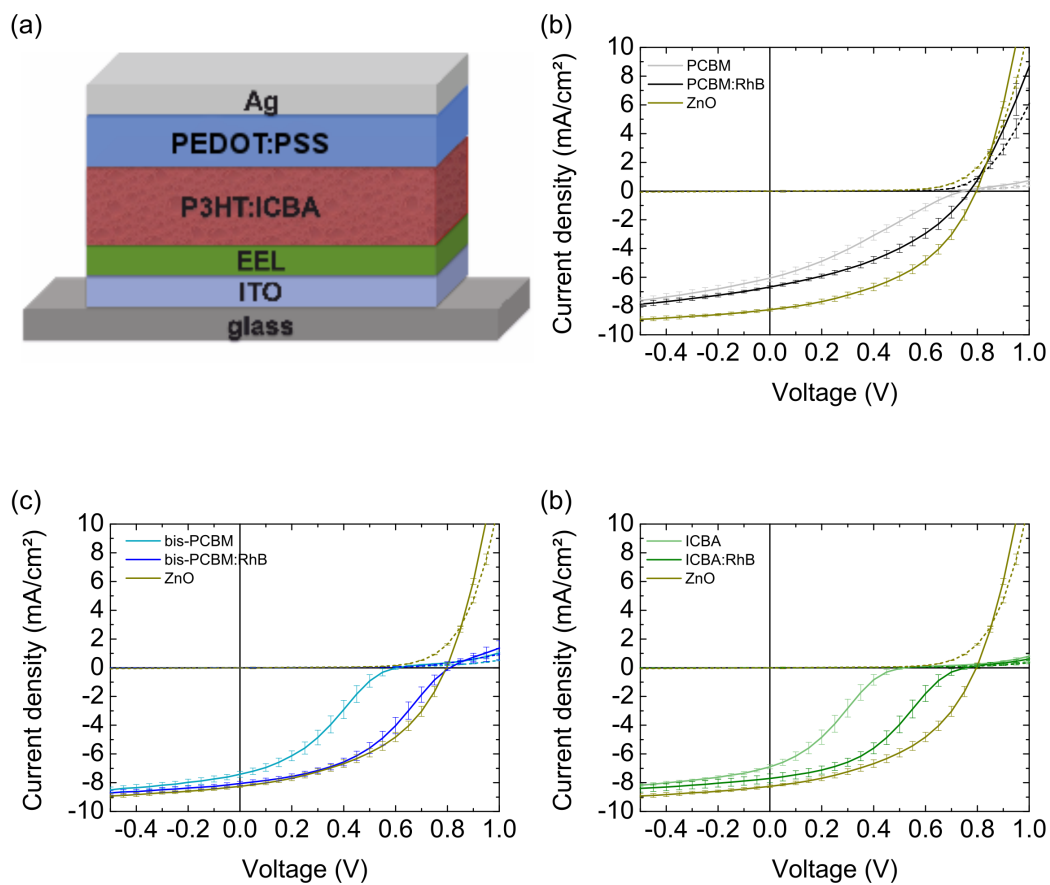 (a)
Ag
PEDOT:PSS
P3HT:ICBA
EEL
ITO
glass
(b)
10
8
6
4
2
0
-2
-4
-6
-8
-10
Current density (mA/cm²)
PCBM
PCBM:RhB
ZnO
-0.4 -0.2 0.0 0.2 0.4 0.6 0.8 1.0
Voltage (V)
(c)
10
8
6
4
2
0
-2
-4
-6
-8
-10
Current density (mA/cm²)
bis-PCBM
bis-PCBM:RhB
ZnO
-0.4 -0.2 0.0 0.2 0.4 0.6 0.8 1.0
Voltage (V)
(b)
10
8
6
4
2
0
-2
-4
-6
-8
-10
Current density (mA/cm²)
ICBA
ICBA:RhB
ZnO
-0.4 -0.2 0.0 0.2 0.4 0.6 0.8 1.0
Voltage (V)